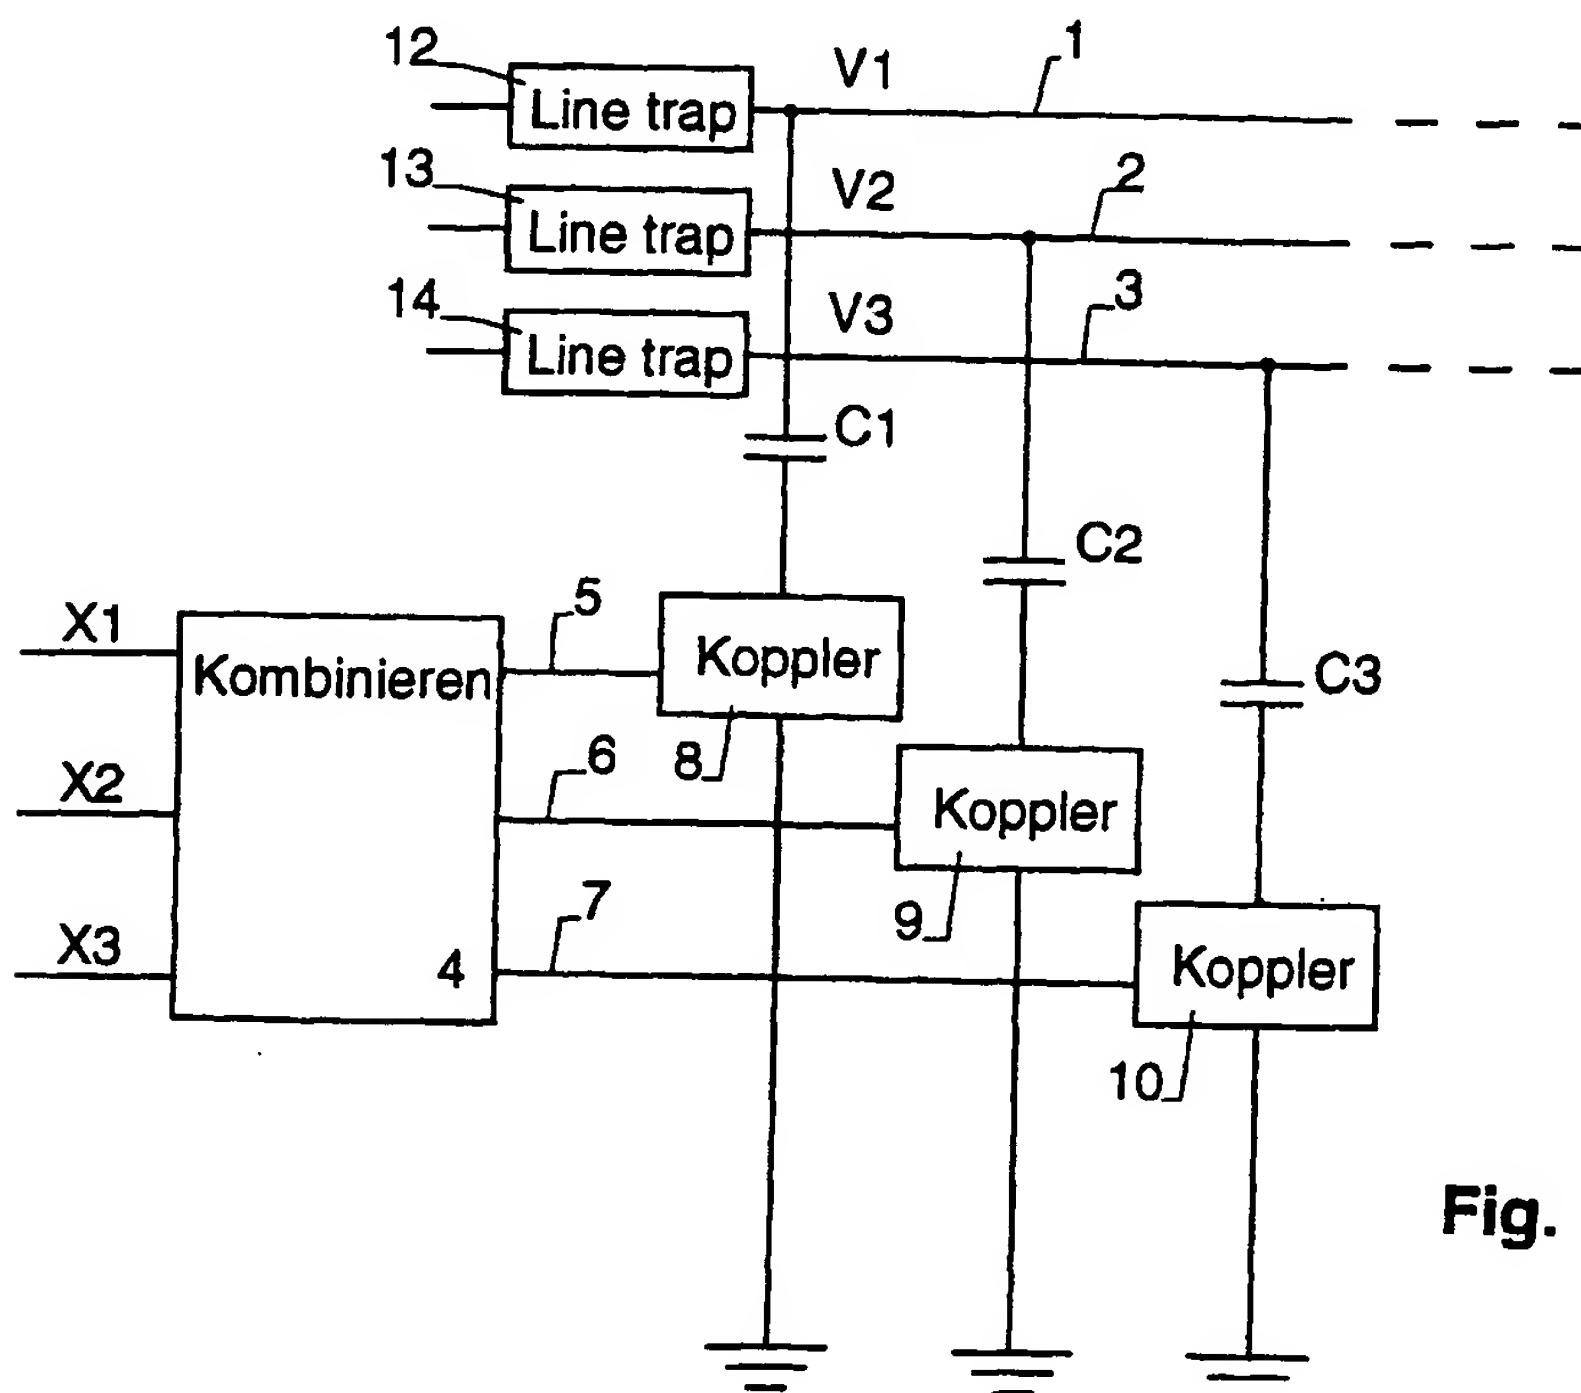 12
Line trap
V1
1
13
Line trap
V2
2
14
Line trap
V3
3
C1
C2
C3
X1
Kombinieren
5
Koppler
8
X2
6
Koppler
9
X3
4
7
Koppler
10
Fig.